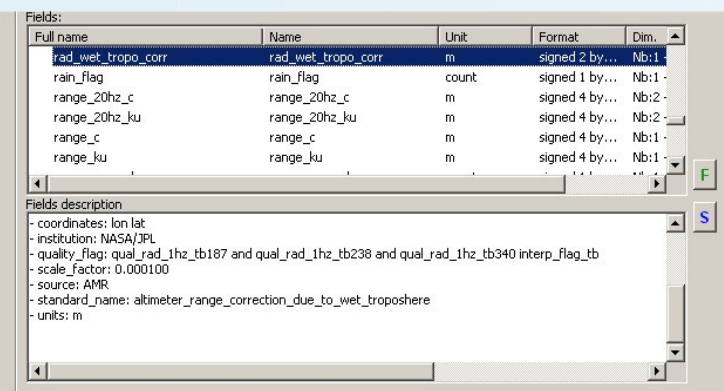 Fields:
Full name Name Unit Format Dim.
rad_wet_tropo_corr rad_wet_tropo_corr m signed 2 by... Nb:1
rain_flag rain_flag count signed 1 by... Nb:1 -
range_20hz_c range_20hz_c m signed 4 by... Nb:2 -
range_20hz_ku range_20hz_ku m signed 4 by... Nb:2 -
range_c range_c m signed 4 by... Nb:1 -
range_ku range_ku m signed 4 by... Nb:1 -
F
Fields description
S
- coordinates: lon lat
- institution: NASA/JPL
- quality_flag: qual_rad_1hz_tb187 and qual_rad_1hz_tb238 and qual_rad_1hz_tb340 interp_flag_tb
- scale_factor: 0.000100
- source: AMR
- standard_name: altimeter_range_correction_due_to_wet_troposhere
- units: m